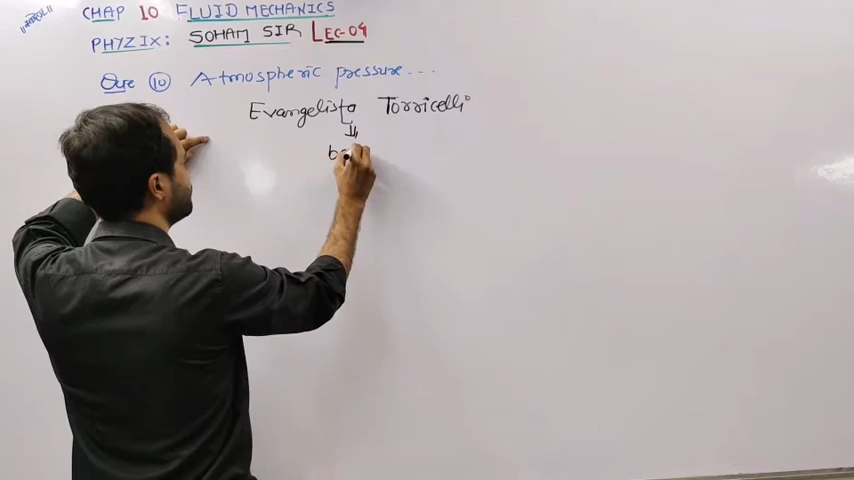 CHAP 10 FLUID MECHANICS
PHYZIX: SOHAM SIR LEC-04
Que 10 Atmospheric pressure...
Evangelista Torricelli
⇓